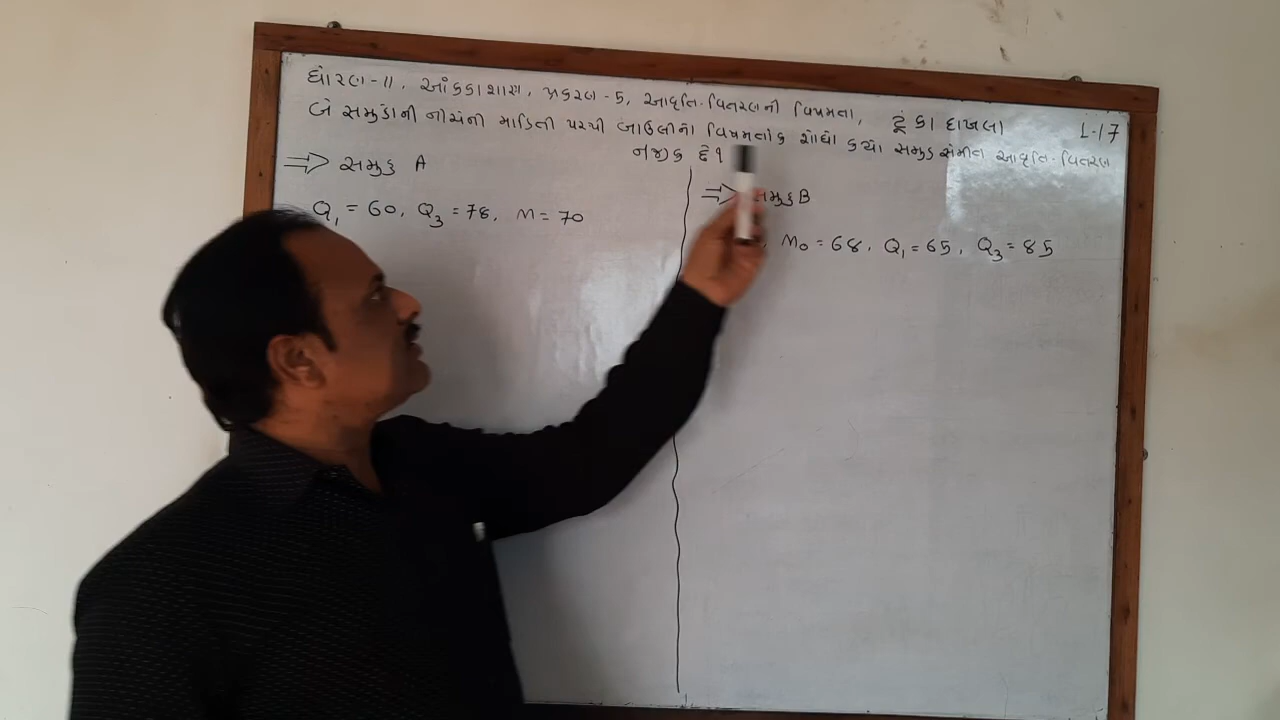 ધોરણ-11, આંકડાશાસ્ત્ર, પ્રકરણ-5, આવૃત્તિ-વિતરણની વિષમતા, ટૂંકા દાખલા L-17
બે સમુહોની નીચેની માહિતી પરથી બાઉલીનો વિષમતાંક શોધો કયો સમુહ સંમીત આવૃત્તિ-વિતરણ
નજીક છે?
⇒ સમુહ A
Q₁ = 60, Q₃ = 78, M = 70
⇒ સમુહ B
M₀ = 68, Q₁ = 65, Q₃ = 85